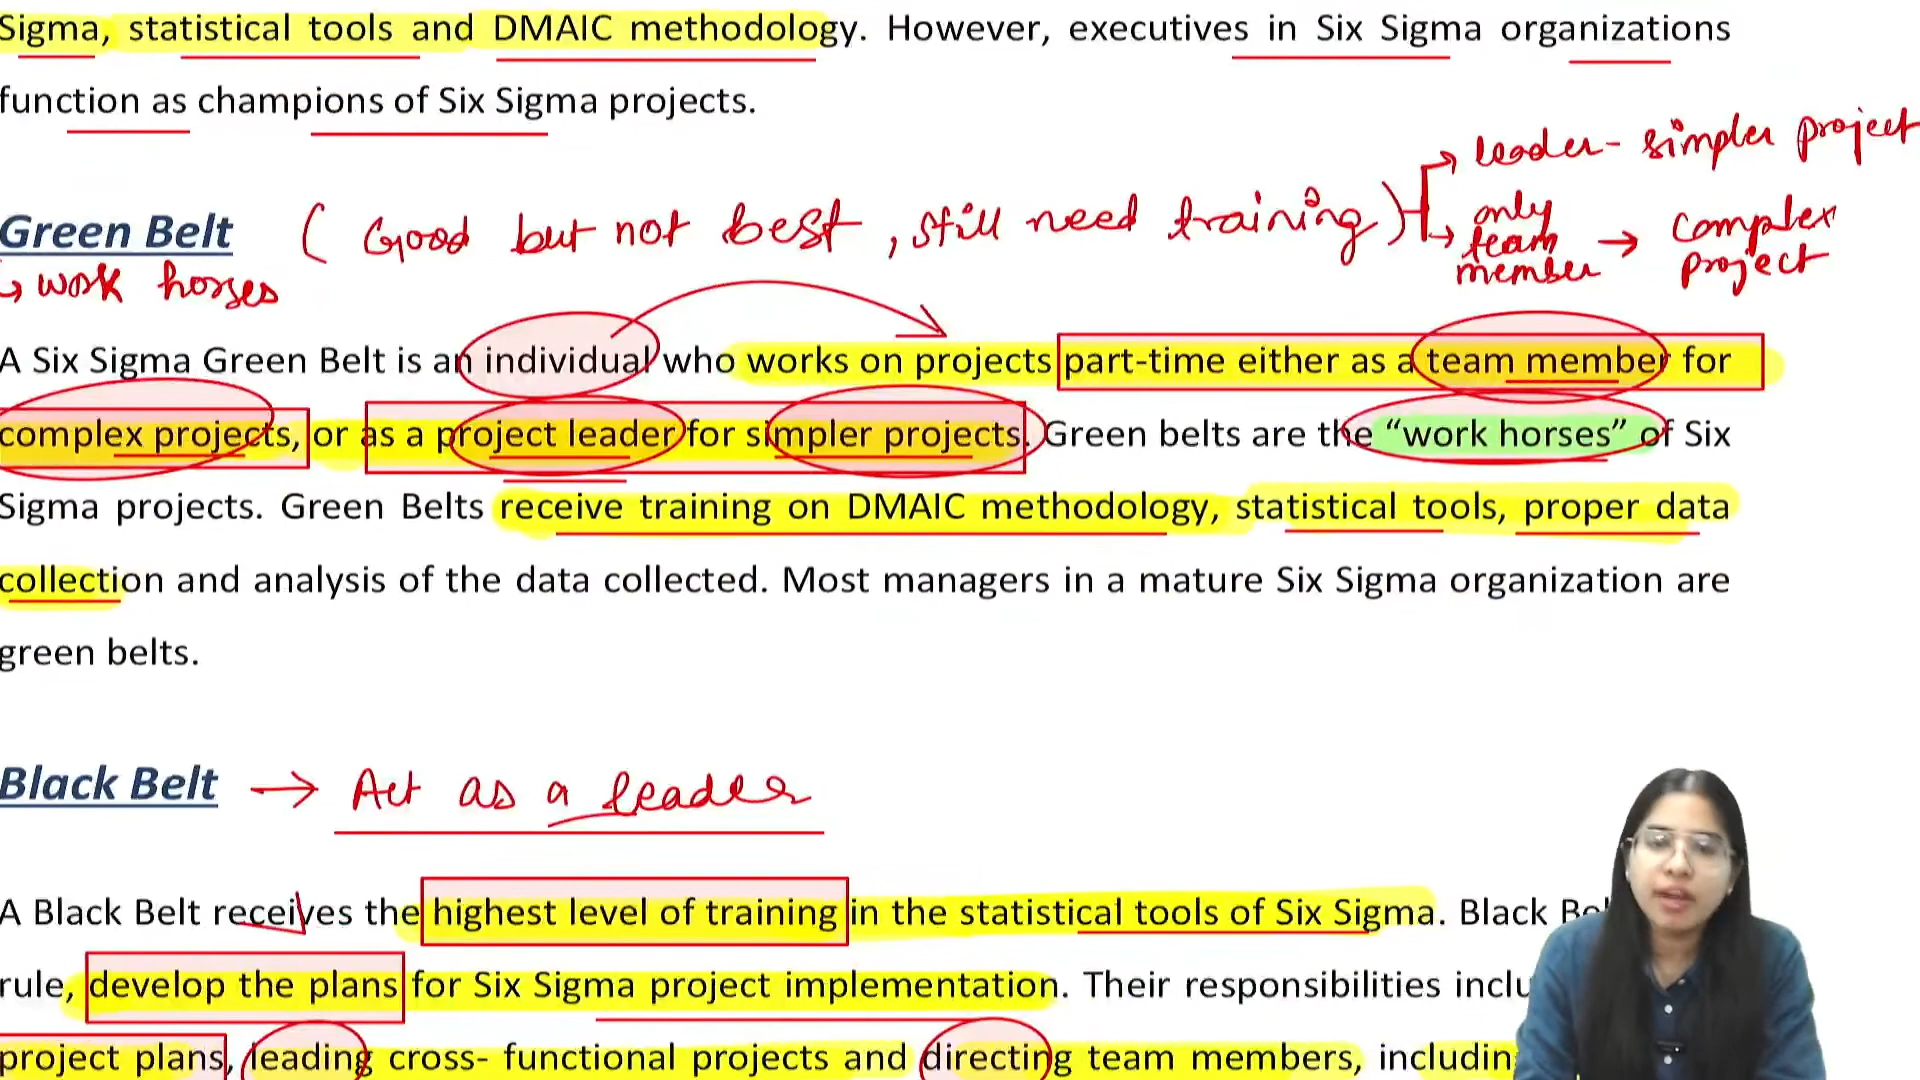 Sigma, statistical tools and DMAIC methodology. However, executives in Six Sigma organizations
function as champions of Six Sigma projects.
leader - simpler project
Green Belt ( Good but not best , still need training )
only team member → complex project
↳ work horses
A Six Sigma Green Belt is an individual who works on projects part-time either as a team member for
complex projects, or as a project leader for simpler projects. Green belts are the “work horses” of Six
Sigma projects. Green Belts receive training on DMAIC methodology, statistical tools, proper data
collection and analysis of the data collected. Most managers in a mature Six Sigma organization are
green belts.
Black Belt → Act as a leader
A Black Belt receives the highest level of training in the statistical tools of Six Sigma. Black
rule, develop the plans for Six Sigma project implementation. Their responsibilities
project plans, leading cross- functional projects and directing team members,